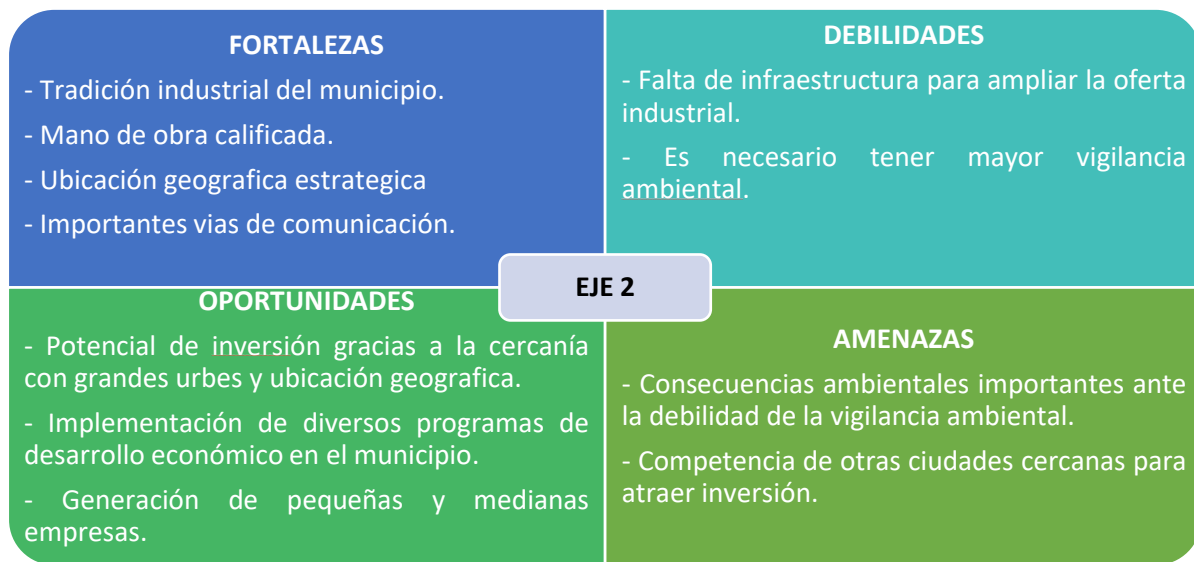 FORTALEZAS
- Tradición industrial del municipio.
- Mano de obra calificada.
- Ubicación geografica estrategica
- Importantes vias de comunicación.
DEBILIDADES
- Falta de infraestructura para ampliar la oferta
industrial.
- Es necesario tener mayor vigilancia
ambiental.
EJE 2
OPORTUNIDADES
- Potencial de inversión gracias a la cercanía
con grandes urbes y ubicación geografica.
- Implementación de diversos programas de
desarrollo económico en el municipio.
- Generación de pequeñas y medianas
empresas.
AMENAZAS
- Consecuencias ambientales importantes ante
la debilidad de la vigilancia ambiental.
- Competencia de otras ciudades cercanas para
atraer inversión.